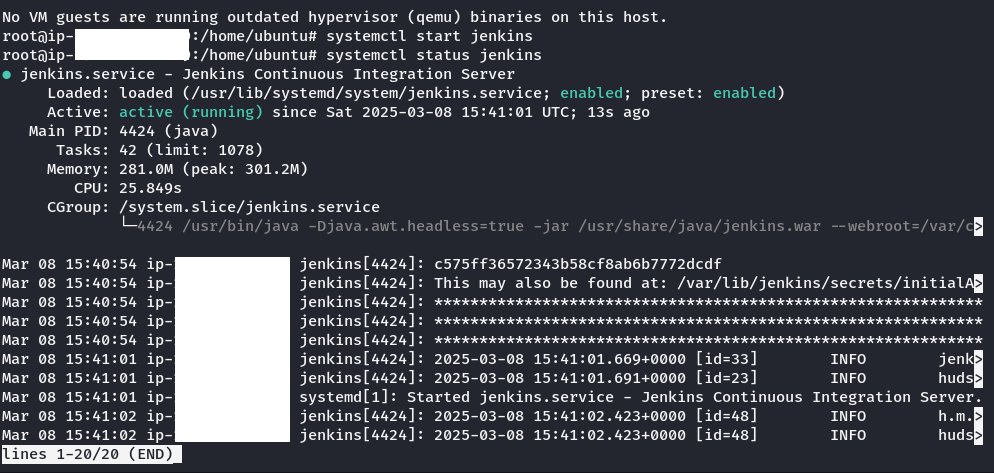 No VM guests are running outdated hypervisor (qemu) binaries on this host.
root@ip- :/home/ubuntu# systemctl start jenkins
root@ip- :/home/ubuntu# systemctl status jenkins
● jenkins.service - Jenkins Continuous Integration Server
Loaded: loaded (/usr/lib/systemd/system/jenkins.service; enabled; preset: enabled)
Active: active (running) since Sat 2025-03-08 15:41:01 UTC; 13s ago
Main PID: 4424 (java)
Tasks: 42 (limit: 1078)
Memory: 281.0M (peak: 301.2M)
CPU: 25.849s
CGroup: /system.slice/jenkins.service
└─4424 /usr/bin/java -Djava.awt.headless=true -jar /usr/share/java/jenkins.war --webroot=/var/c>
Mar 08 15:40:54 ip- jenkins[4424]: c575ff36572343b58cf8ab6b7772dcdf
Mar 08 15:40:54 ip- jenkins[4424]: This may also be found at: /var/lib/jenkins/secrets/initialA>
Mar 08 15:40:54 ip- jenkins[4424]: *************************************************************
Mar 08 15:40:54 ip- jenkins[4424]: *************************************************************
Mar 08 15:40:54 ip- jenkins[4424]: *************************************************************
Mar 08 15:41:01 ip- jenkins[4424]: 2025-03-08 15:41:01.669+0000 [id=33] INFO jenk>
Mar 08 15:41:01 ip- jenkins[4424]: 2025-03-08 15:41:01.691+0000 [id=23] INFO huds>
Mar 08 15:41:01 ip- systemd[1]: Started jenkins.service - Jenkins Continuous Integration Server.
Mar 08 15:41:02 ip- jenkins[4424]: 2025-03-08 15:41:02.423+0000 [id=48] INFO h.m.>
Mar 08 15:41:02 ip- jenkins[4424]: 2025-03-08 15:41:02.423+0000 [id=48] INFO huds>
lines 1-20/20 (END)